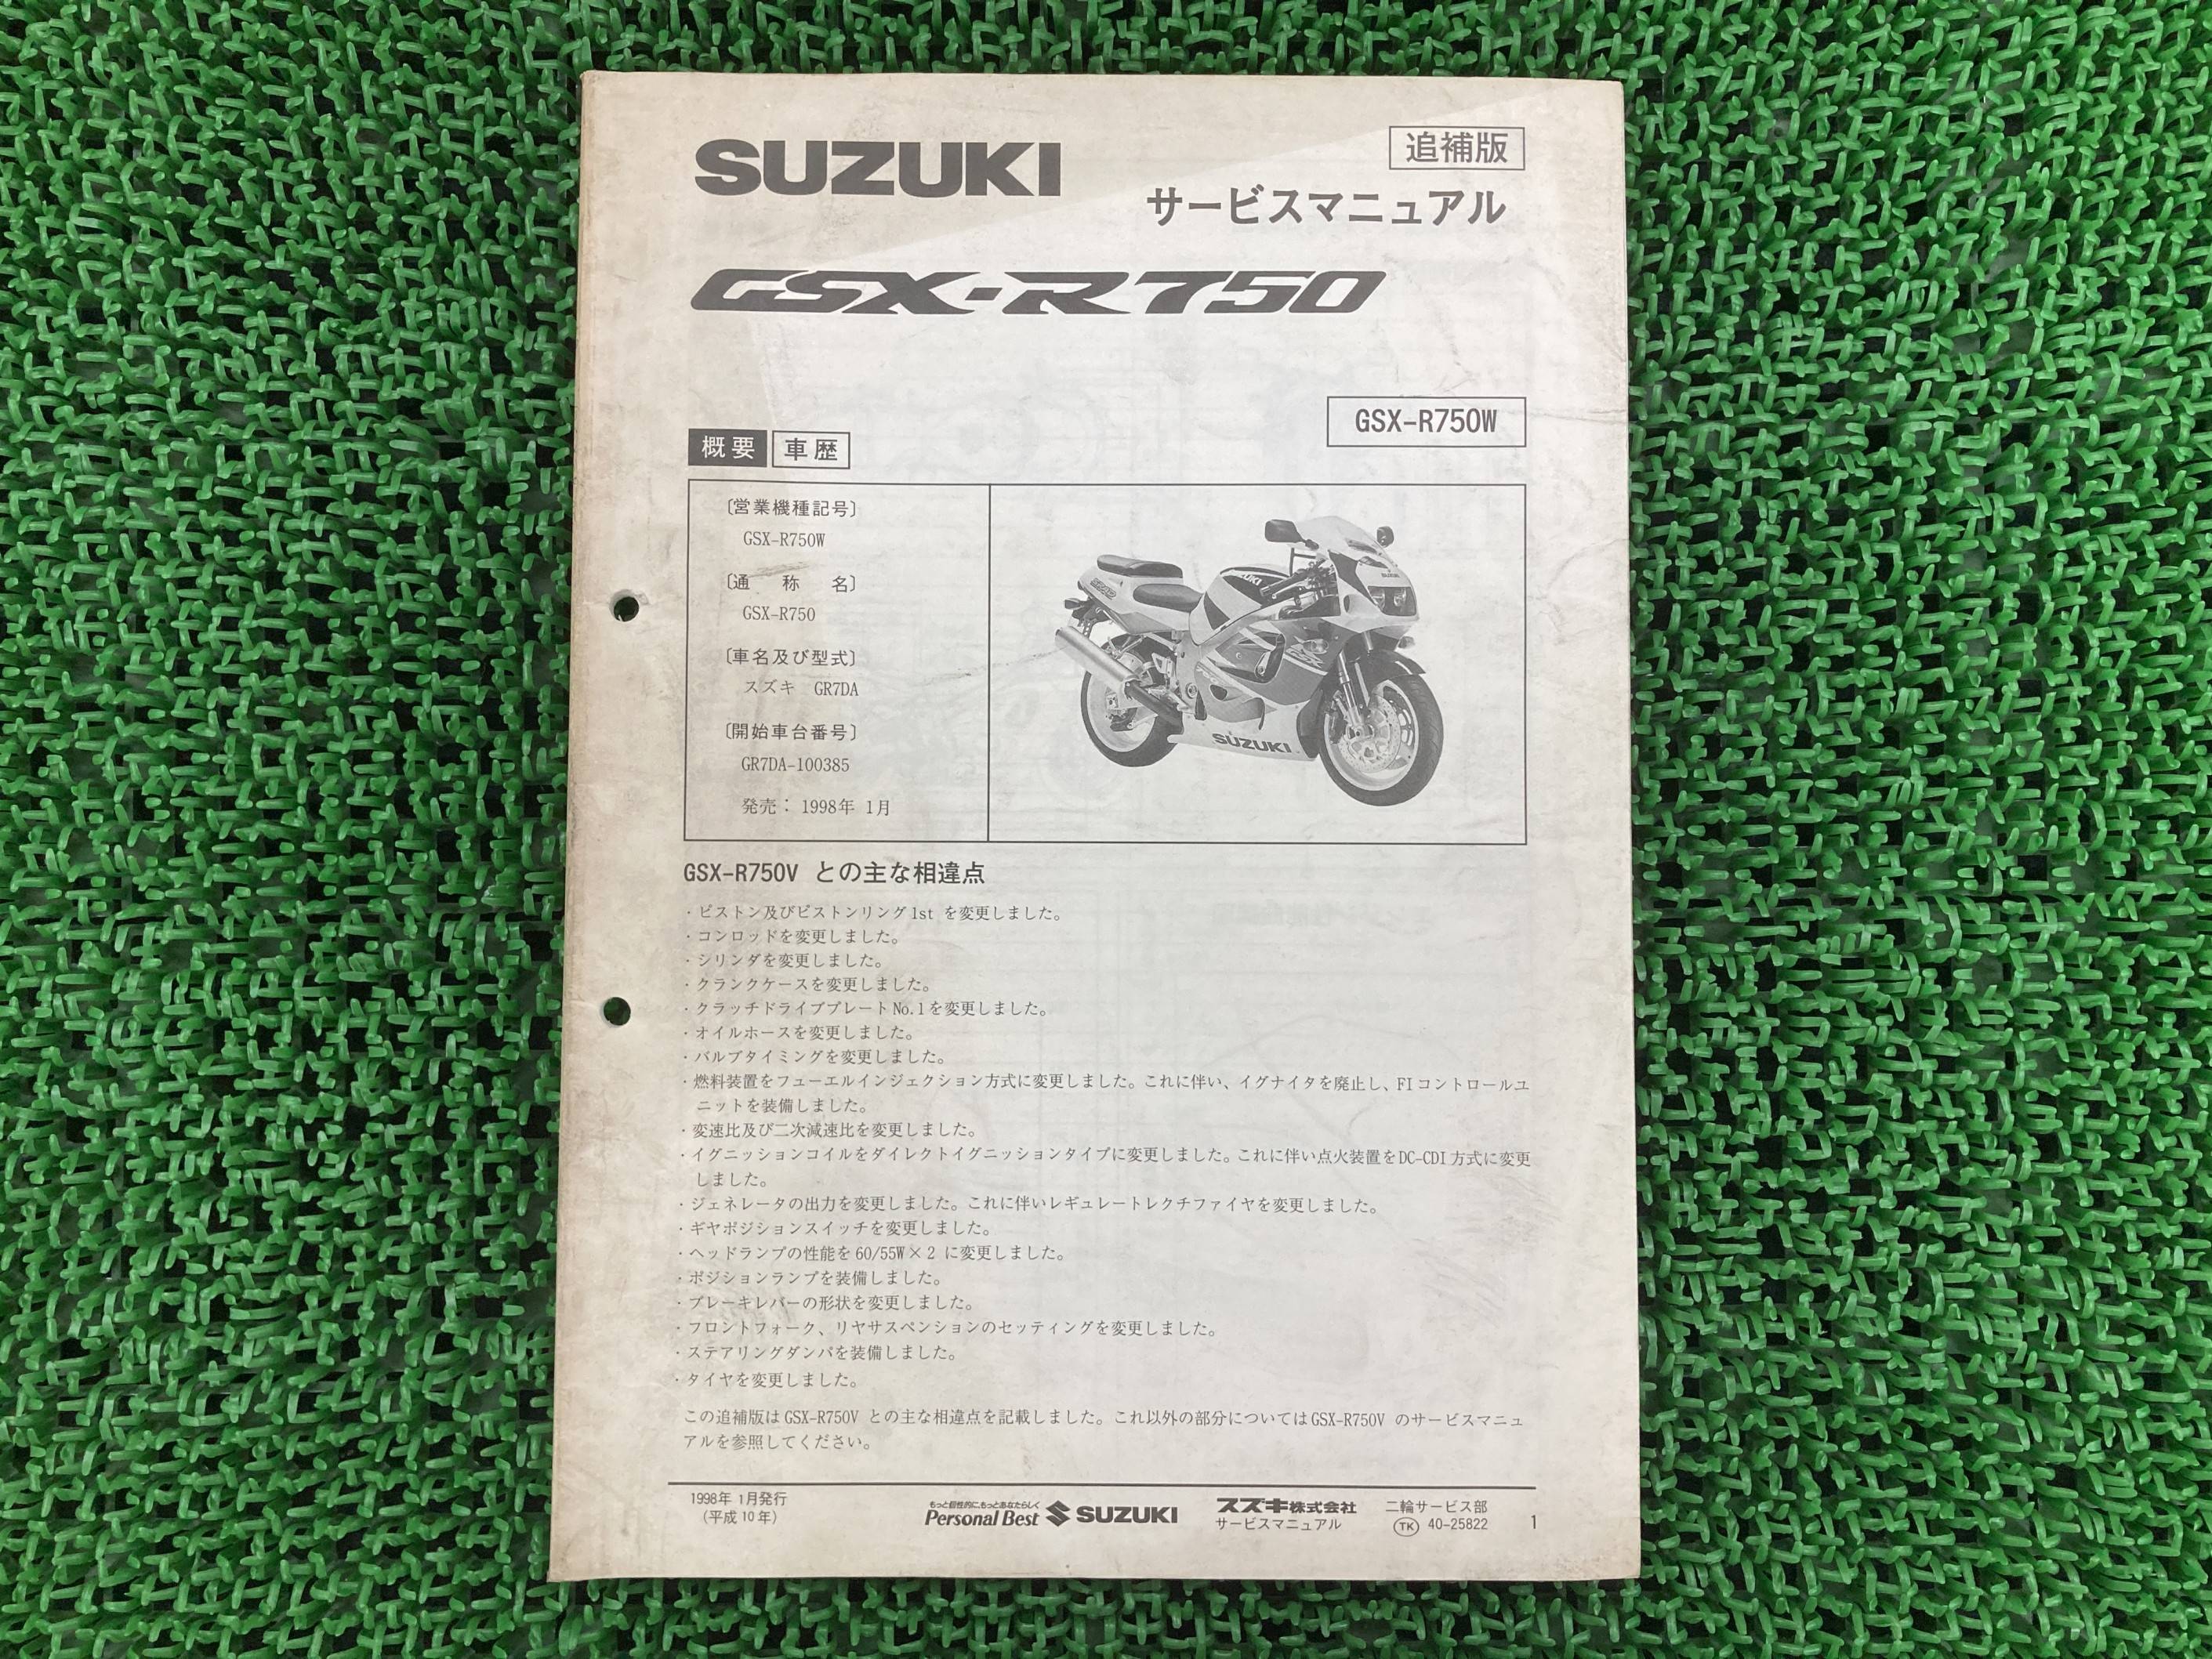 SUZUKI
追補版
サービスマニュアル
GSX-R750
GSX-R750W
概要 車歴
〔営業機種記号〕
GSX-R750W
〔通 称 名〕
GSX-R750
〔車名及び型式〕
スズキ GR7DA
〔開始車台番号〕
GR7DA-100385
発売：1998年 1月
SUZUKI
SUZUKI
GSX-R750V との主な相違点
・ピストン及びピストンリング1st を変更しました。
・コンロッドを変更しました。
・シリンダを変更しました。
・クランクケースを変更しました。
・クラッチドライブプレートNo.1を変更しました。
・オイルホースを変更しました。
・バルブタイミングを変更しました。
・燃料装置をフューエルインジェクション方式に変更しました。これに伴い、イグナイタを廃止し、FIコントロールユ
ニットを装備しました。
・変速比及び二次減速比を変更しました。
・イグニッションコイルをダイレクトイグニッションタイプに変更しました。これに伴い点火装置をDC-CDI方式に変更
しました。
・ジェネレータの出力を変更しました。これに伴いレギュレートレクチファイヤを変更しました。
・ギヤポジションスイッチを変更しました。
・ヘッドランプの性能を60/55W×2 に変更しました。
・ポジションランプを装備しました。
・ブレーキレバーの形状を変更しました。
・フロントフォーク、リヤサスペンションのセッティングを変更しました。
・ステアリングダンパを装備しました。
・タイヤを変更しました。
この追補版はGSX-R750V との主な相違点を記載しました。これ以外の部分についてはGSX-R750V のサービスマニュ
アルを参照してください。
1998年 1月発行
（平成10年）
もっと個性的に、もっとあなたらしく
Personal Best SUZUKI
スズキ株式会社 二輪サービス部
サービスマニュアル TK 40-25822 1